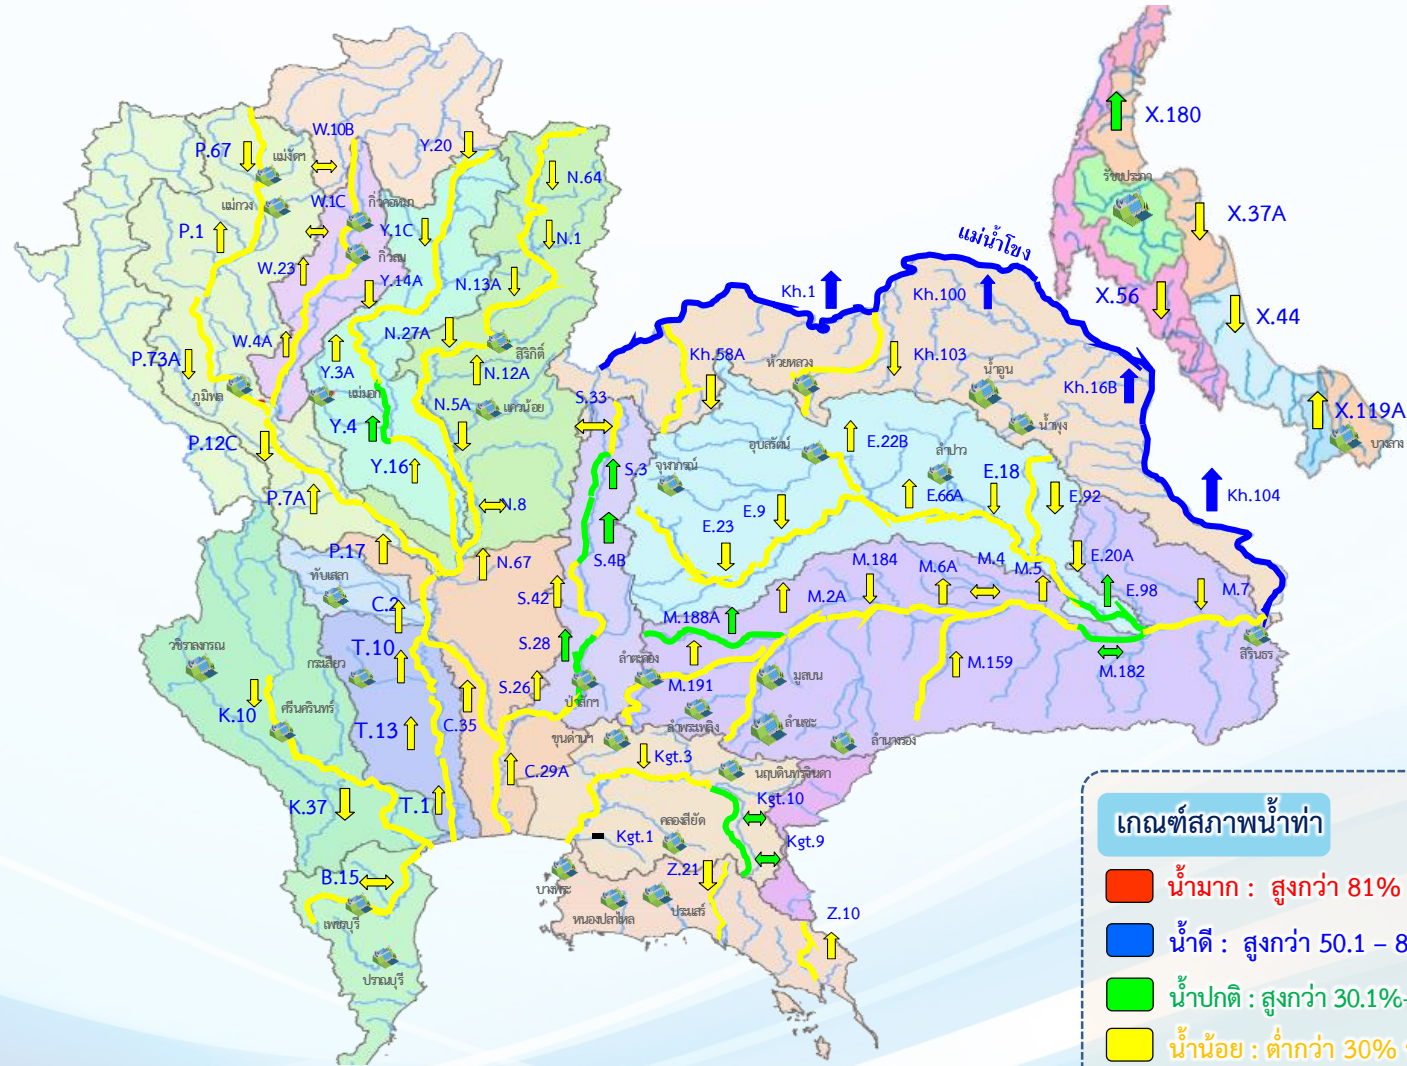 P.67
แม่งัดฯ
W.10B
Y.20
N.64
แม่กวง
W.1C
กิ่วคอหมา
P.1
Y.1C
N.1
W.23
กิ่วลม
Y.14A
N.13A
P.73A
W.4A
Y.3A
N.27A
สิริกิติ์
N.12A
ภูมิพล
แม่มอก
N.5A
แควน้อย
Y.4
P.12C
Y.16
P.7A
N.8
P.17
N.67
ทับเสลา
C.2
วชิราลงกรณ
กระเสียว
T.10
K.10
ศรีนครินทร์
T.13
C.35
C.29A
K.37
T.1
B.15
เพชรบุรี
ปราณบุรี
X.180
รัชชประภา
X.37A
X.56
X.44
X.119A
บางลาง
แม่น้ำโขง
Kh.1
Kh.100
Kh.58A
ห้วยหลวง
Kh.103
น้ำอูน
Kh.16B
น้ำพุง
Kh.104
S.33
จุฬาภรณ์
อุบลรัตน์
E.22B
ลำปาว
E.18
S.3
E.66A
E.92
E.9
E.23
S.4B
M.184
M.6A
M.4
M.5
E.20A
E.98
M.7
S.42
M.188A
M.2A
สิรินธร
S.28
ลำตะคอง
M.159
M.182
S.26
ป่าสักฯ
M.191
มูลบน
ลำพระเพลิง
ลำแซะ
ลำนางรอง
ขุนด่านฯ
Kgt.3
นฤบดินทรจินดา
Kgt.10
Kgt.1
คลองสียัด
Kgt.9
Z.21
บางพระ
หนองปลาไหล
ประแสร์
Z.10
เกณฑ์สภาพน้ำท่า
น้ำมาก : สูงกว่า 81%
น้ำดี : สูงกว่า 50.1 – 8
น้ำปกติ : สูงกว่า 30.1%-
น้ำน้อย : ต่ำกว่า 30%